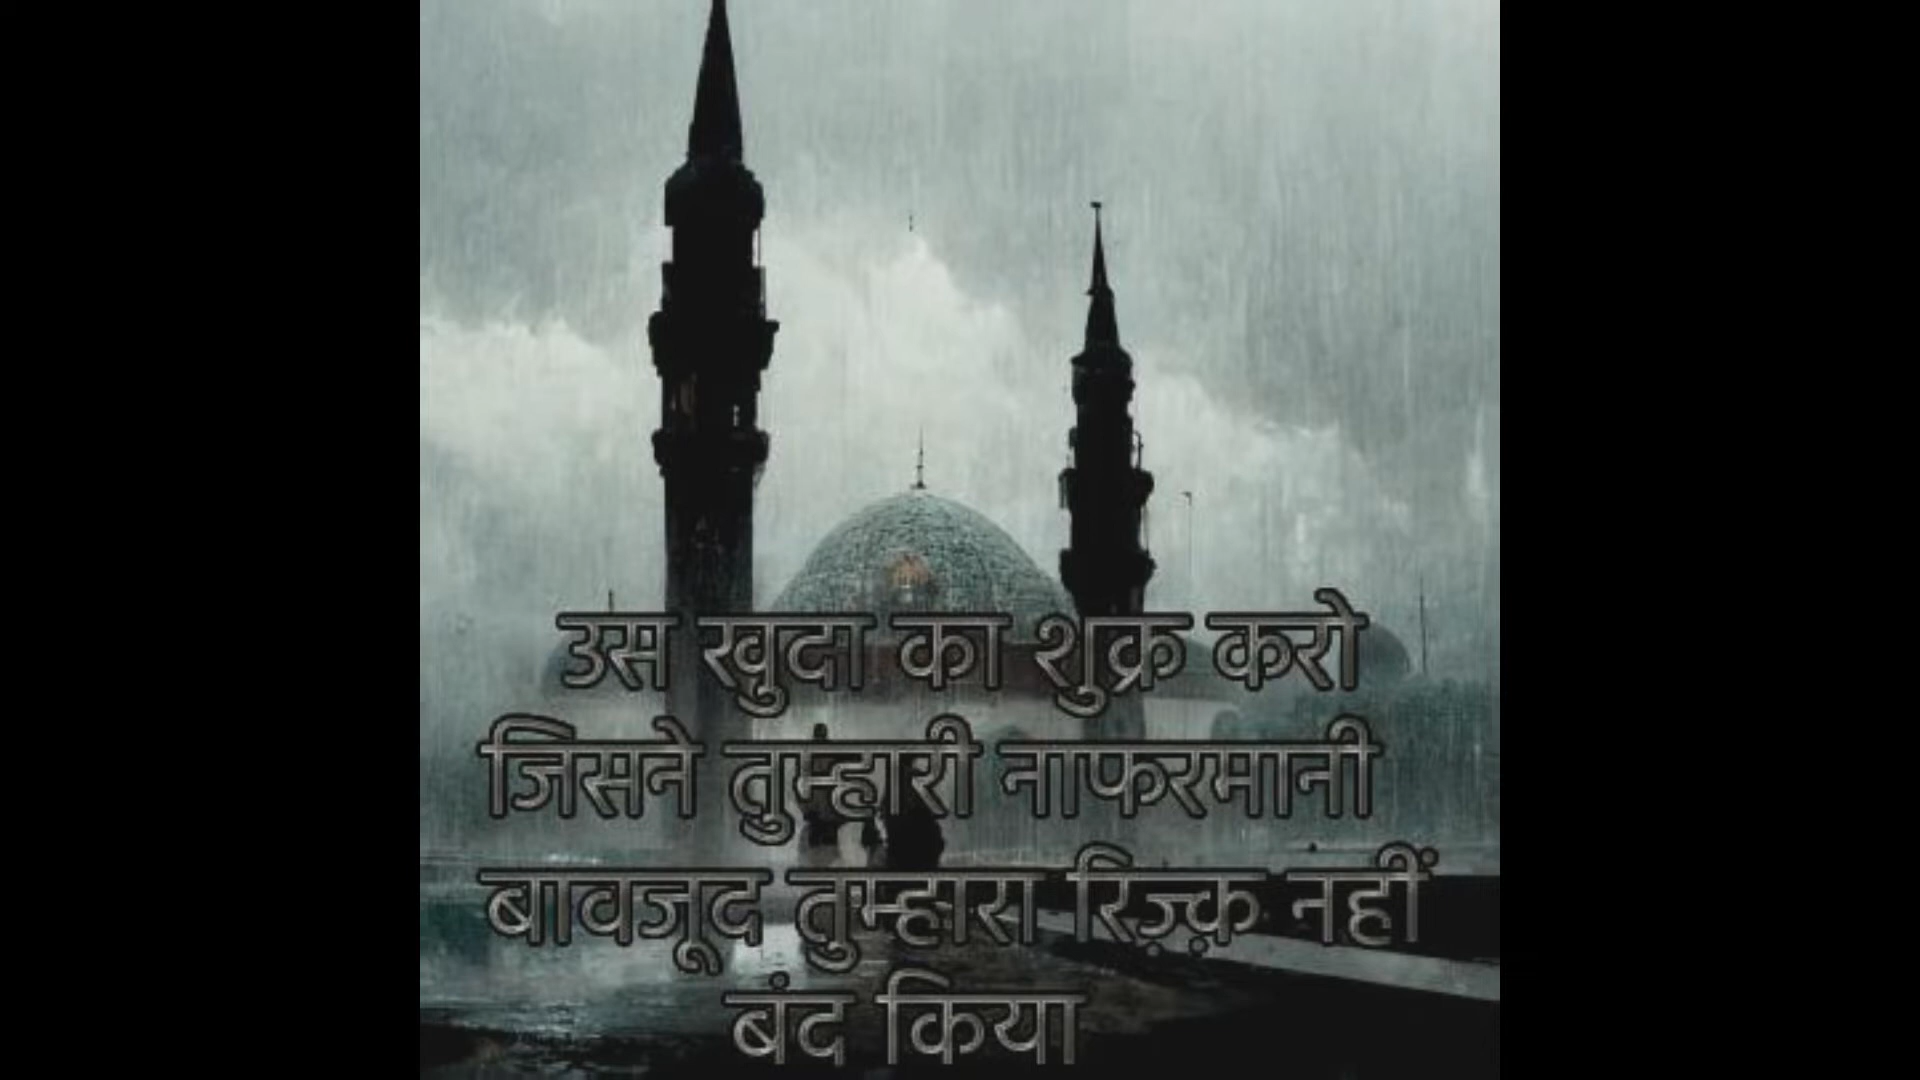 उस खुदा का शुक्र करो
जिसने तुम्हारी नाफरमानी
बावजूद तुम्हारा रिज़्क़ नहीं
बंद किया